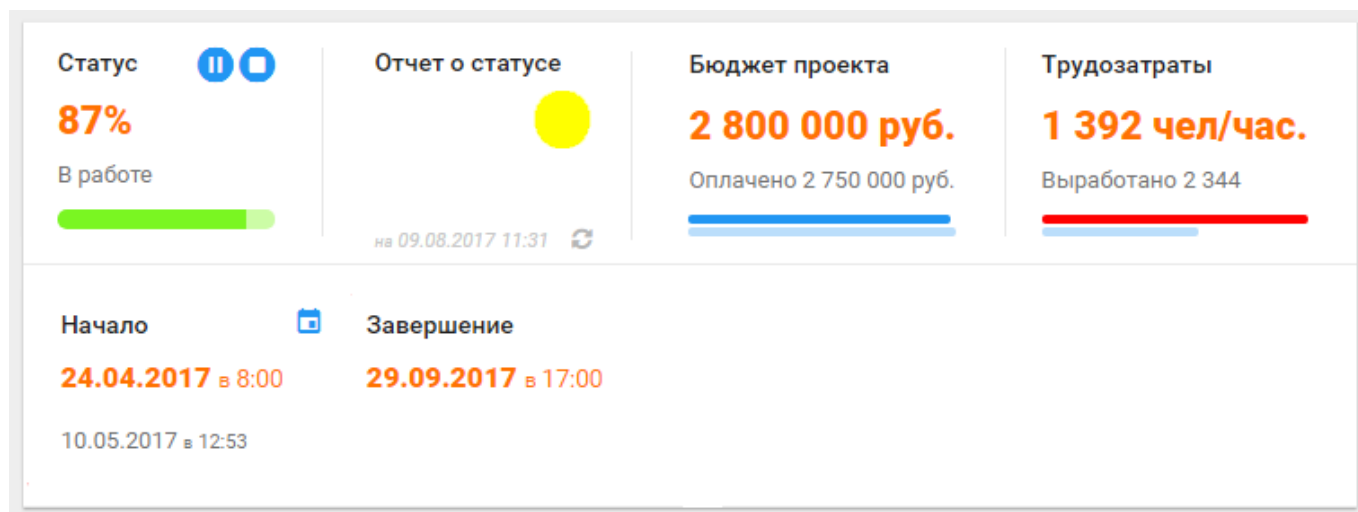 Статус
87%
В работе
Отчет о статусе
на 09.08.2017 11:31
Бюджет проекта
2 800 000 руб.
Оплачено 2 750 000 руб.
Трудозатраты
1 392 чел/час.
Выработано 2 344
Начало
24.04.2017 в 8:00
10.05.2017 в 12:53
Завершение
29.09.2017 в 17:00